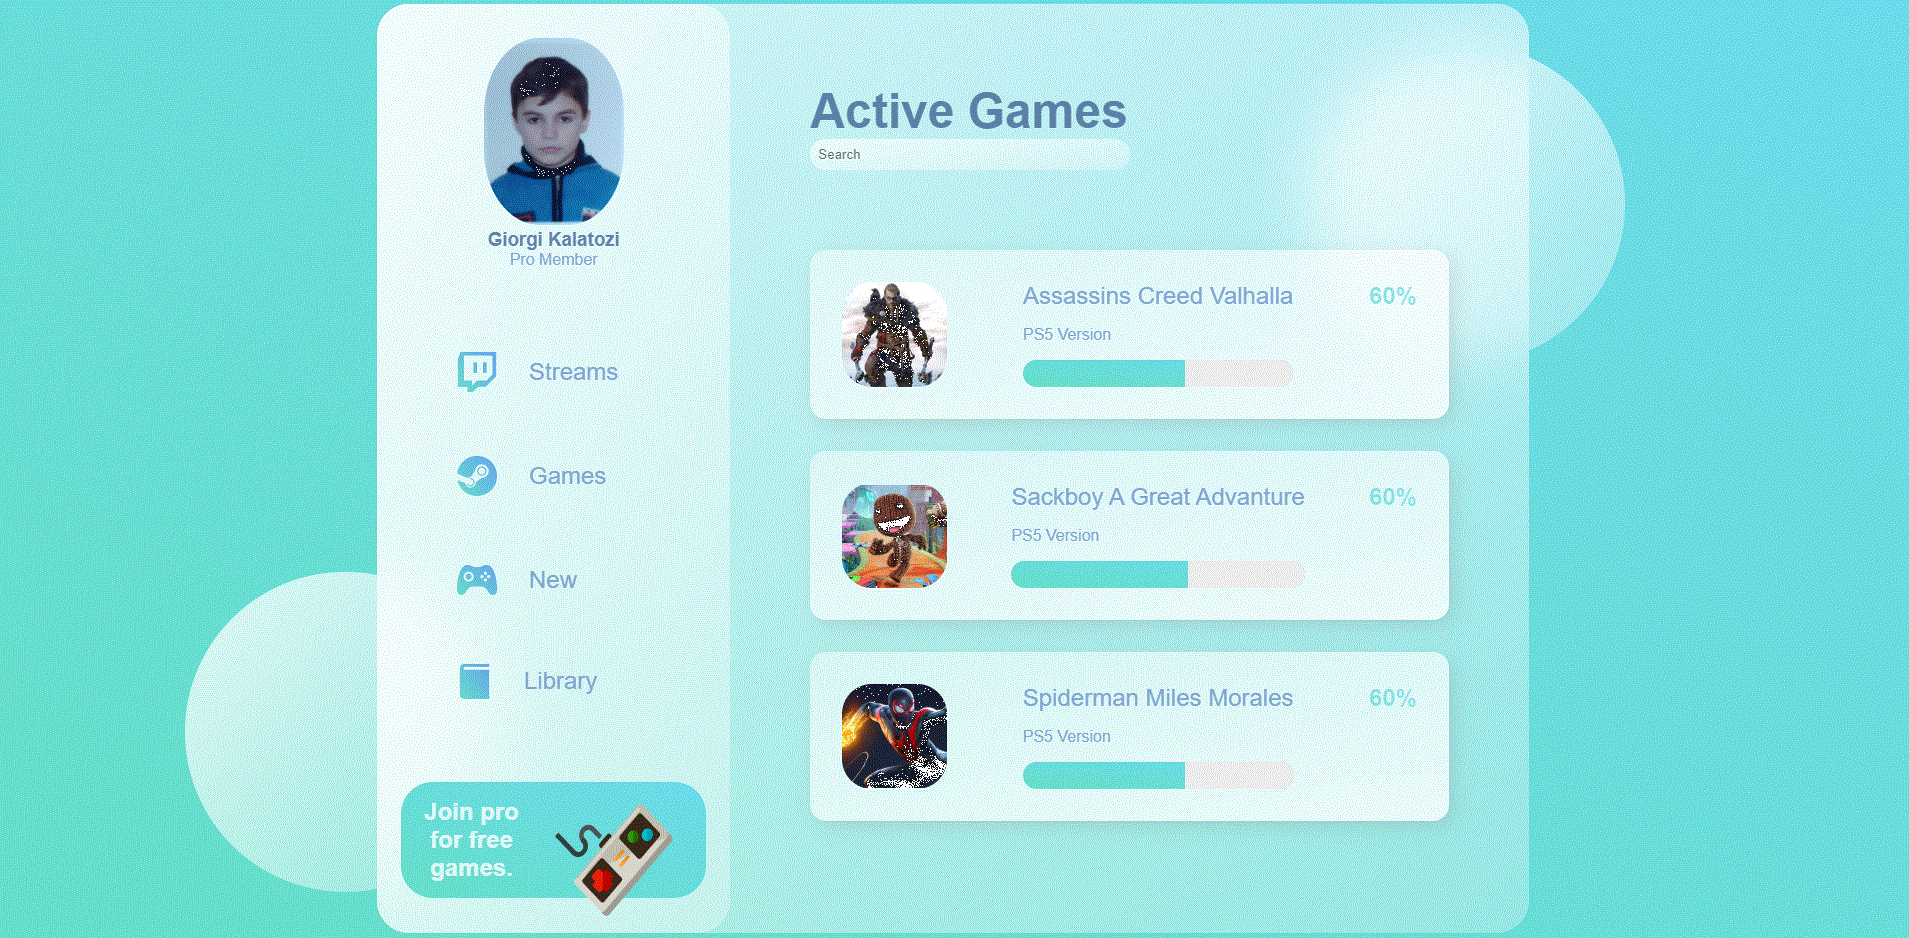 Giorgi Kalatozi
Pro Member
Streams
Games
New
Library
Join pro
for free
games.
Active Games
Search
Assassins Creed Valhalla
60%
PS5 Version
Sackboy A Great Advanture
60%
PS5 Version
Spiderman Miles Morales
60%
PS5 Version